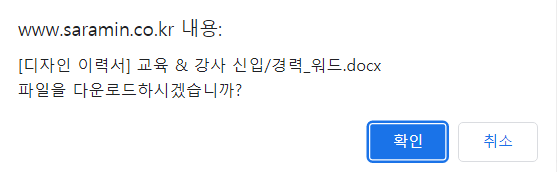 www.saramin.co.kr 내용:
[디자인 이력서] 교육 & 강사 신입/경력_워드.docx
파일을 다운로드하시겠습니까?
확인
취소